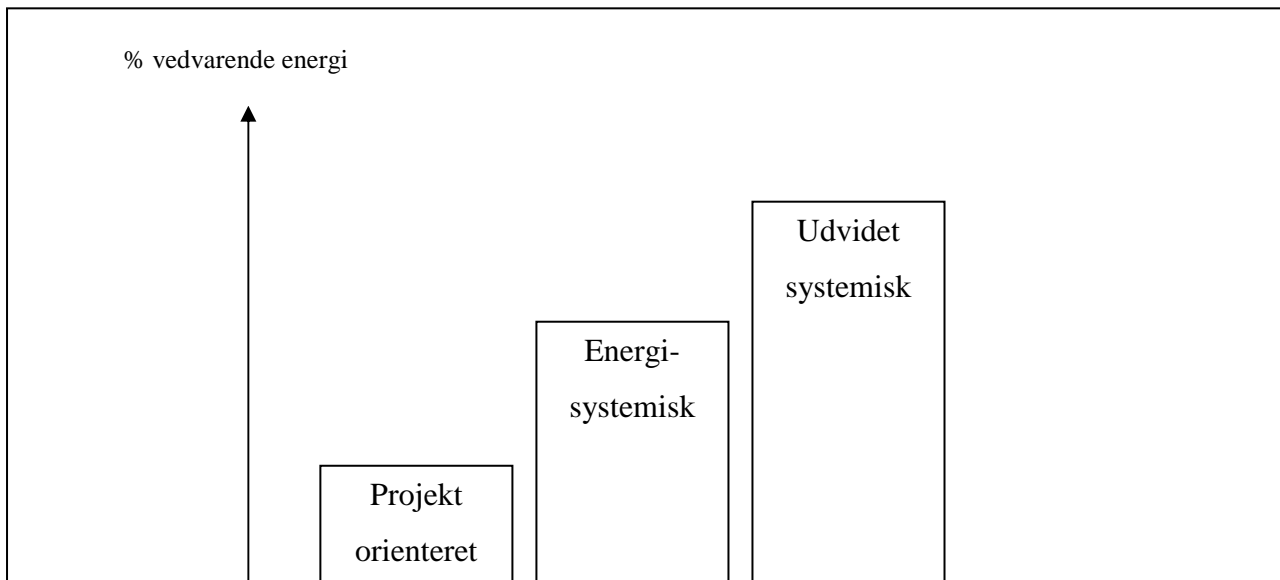 % vedvarende energi
Udvidet
systemisk
Energi-
systemisk
Projekt
orienteret